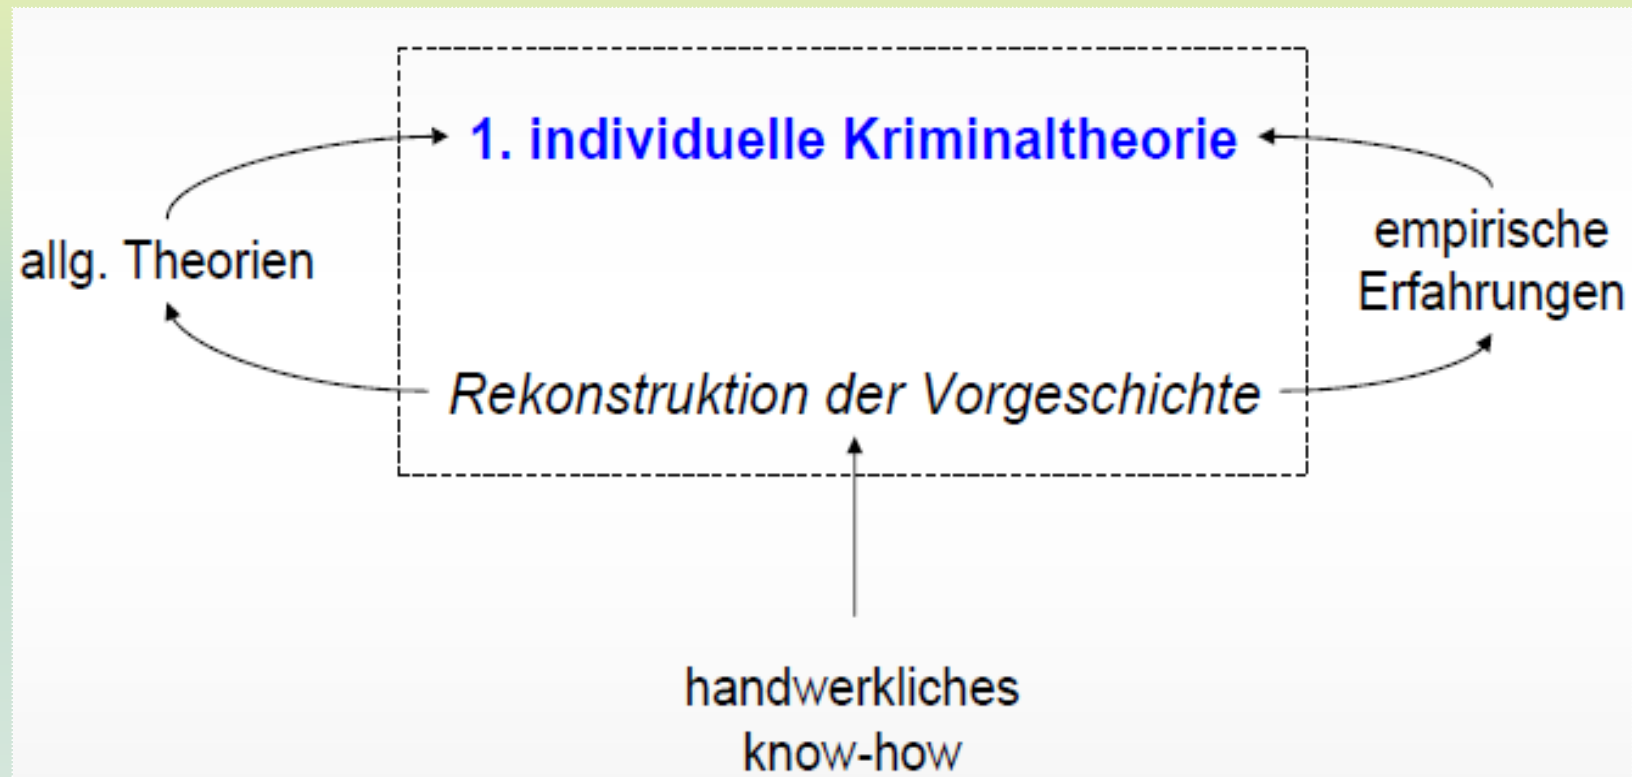 1. individuelle Kriminaltheorie
allg. Theorien
empirische
Erfahrungen
Rekonstruktion der Vorgeschichte
handwerkliches
know-how